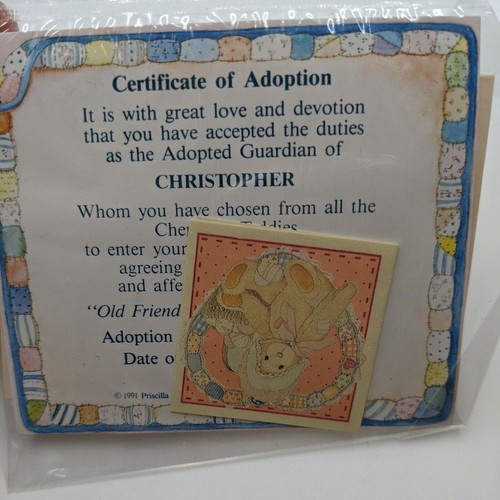 Certificate of Adoption
It is with great love and devotion
that you have accepted the duties
as the Adopted Guardian of
CHRISTOPHER
Whom you have chosen from all the
to enter your
agreeing
and affe
“Old Friend
Adoption
Date o
© 1991 Priscilla